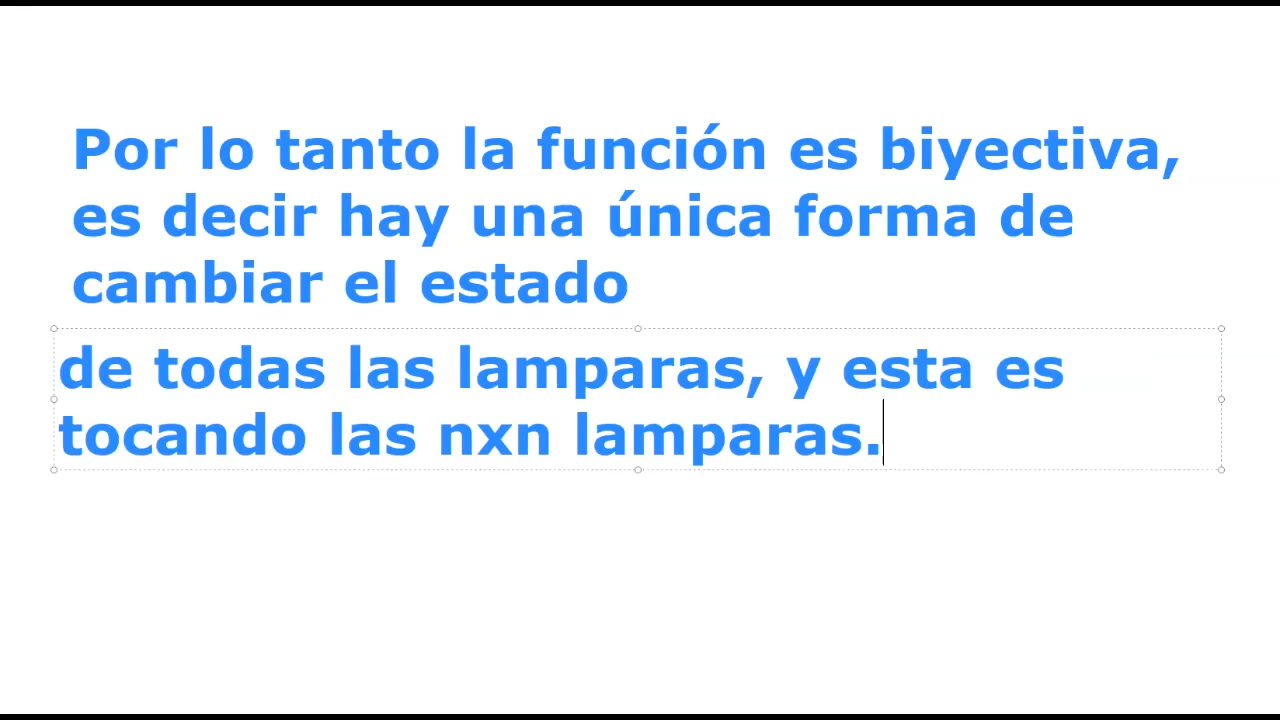 Por lo tanto la función es biyectiva,
es decir hay una única forma de
cambiar el estado
de todas las lamparas, y esta es
tocando las nxn lamparas.